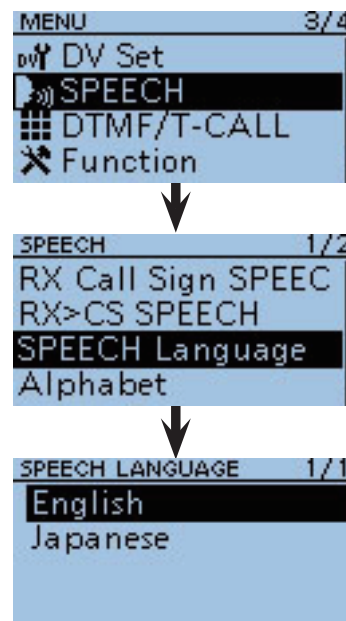 MENU 3/4
DV DV Set
SPEECH
DTMF/T-CALL
Function
SPEECH 1/2
RX Call Sign SPEEC
RX>CS SPEECH
SPEECH Language
Alphabet
SPEECH LANGUAGE 1/1
English
Japanese